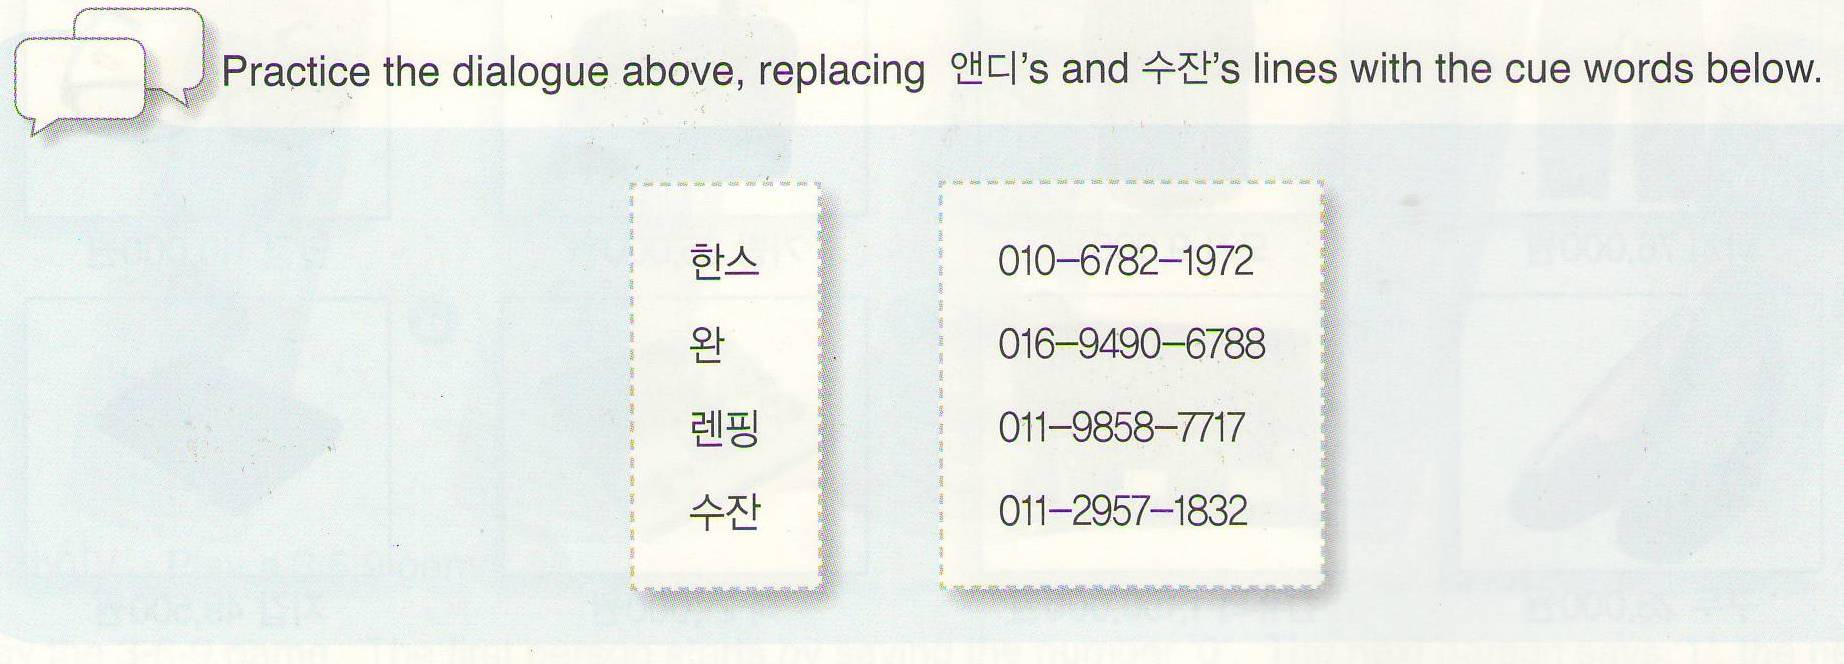 Practice the dialogue above, replacing 앤디's and 수잔's lines with the cue words below.
한스 010–6782–1972
완 016–9490–6788
렌핑 011–9858–7717
수잔 011–2957–1832